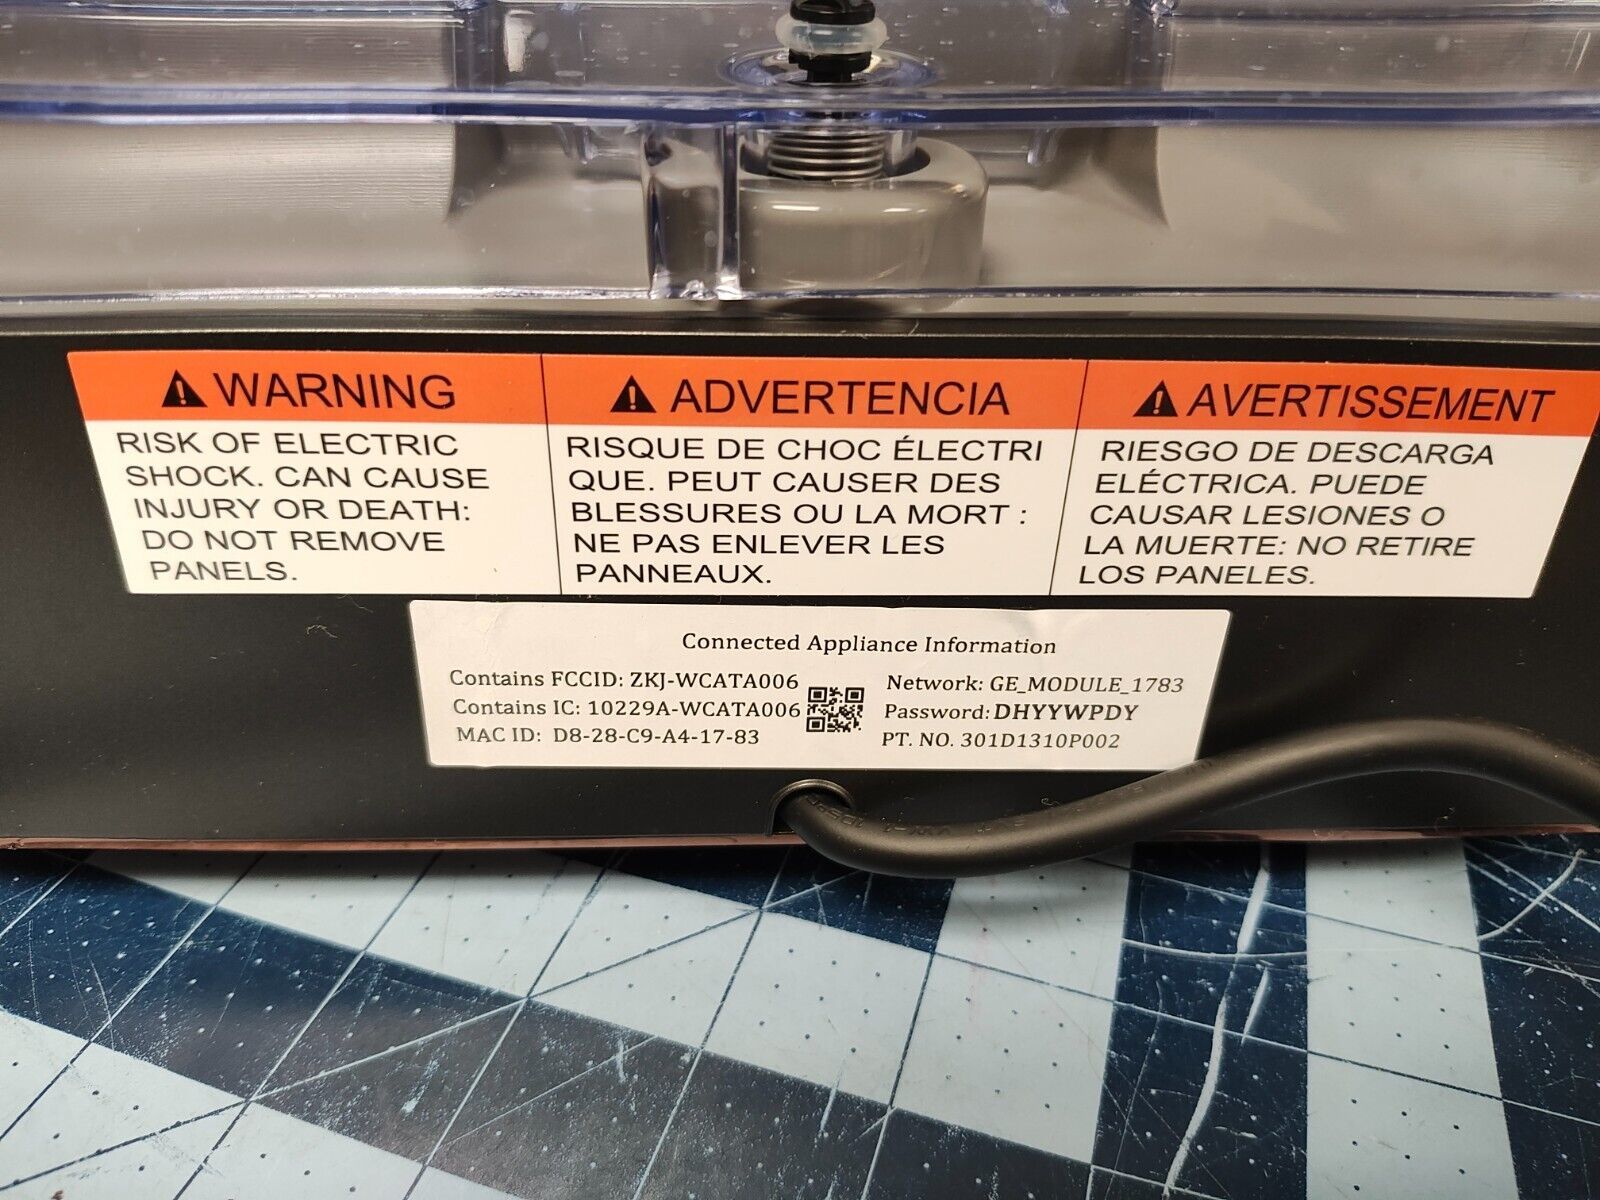 WARNING
RISK OF ELECTRIC
SHOCK. CAN CAUSE
INJURY OR DEATH:
DO NOT REMOVE
PANELS.
ADVERTENCIA
RISQUE DE CHOC ÉLECTRI
QUE. PEUT CAUSER DES
BLESSURES OU LA MORT :
NE PAS ENLEVER LES
PANNEAUX.
AVERTISSEMENT
RIESGO DE DESCARGA
ELÉCTRICA. PUEDE
CAUSAR LESIONES O
LA MUERTE: NO RETIRE
LOS PANELES.
Connected Appliance Information
Contains FCCID: ZKJ-WCATA006
Contains IC: 10229A-WCATA006
MAC ID: D8-28-C9-A4-17-83
Network: GE_MODULE_1783
Password: DHYYWPDY
PT. NO. 301D1310P002